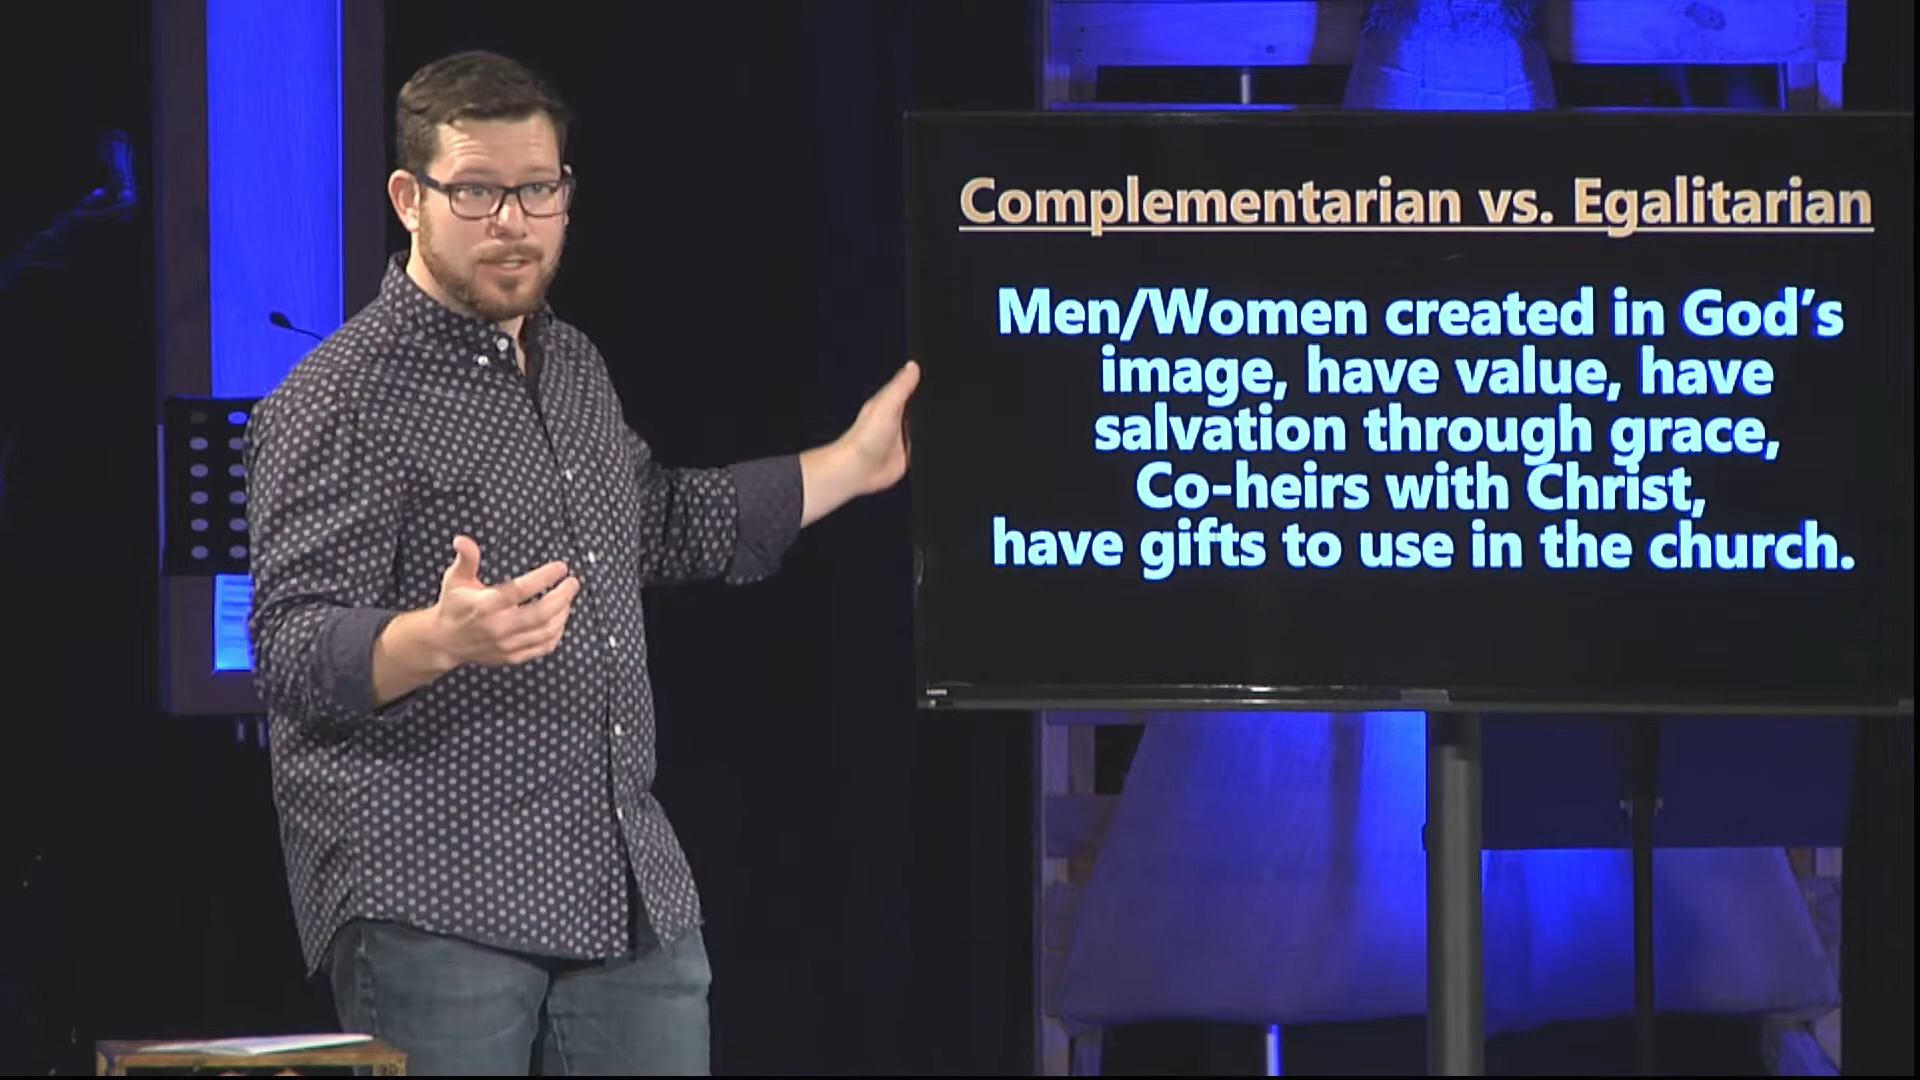 Complementarian vs. Egalitarian
Men/Women created in God's
image, have value, have
salvation through grace,
Co-heirs with Christ,
have gifts to use in the church.